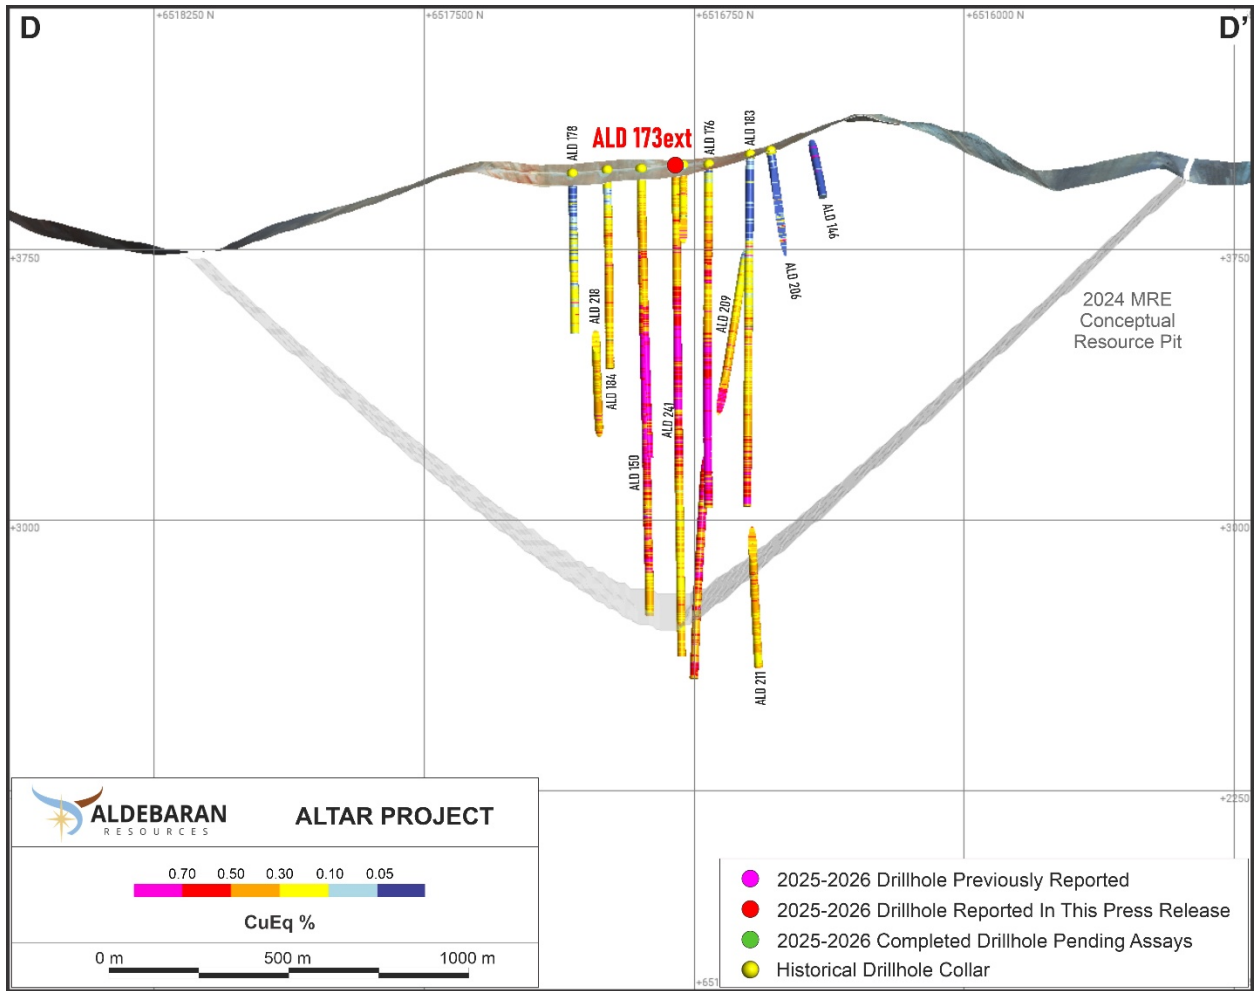 D
D'
+6518250 N
+6517500 N
+6516750 N
+6516000 N
ALD 178
ALD 173ext
ALD 176
ALD 183
ALD 146
ALD 206
ALD 209
ALD 218
ALD 184
ALD 241
ALD 150
ALD 211
+3750
+3750
+3000
+3000
+2250
2024 MRE
Conceptual
Resource Pit
ALDEBARAN
RESOURCES
ALTAR PROJECT
0.70 0.50 0.30 0.10 0.05
CuEq %
0 m 500 m 1000 m
2025-2026 Drillhole Previously Reported
2025-2026 Drillhole Reported In This Press Release
2025-2026 Completed Drillhole Pending Assays
Historical Drillhole Collar